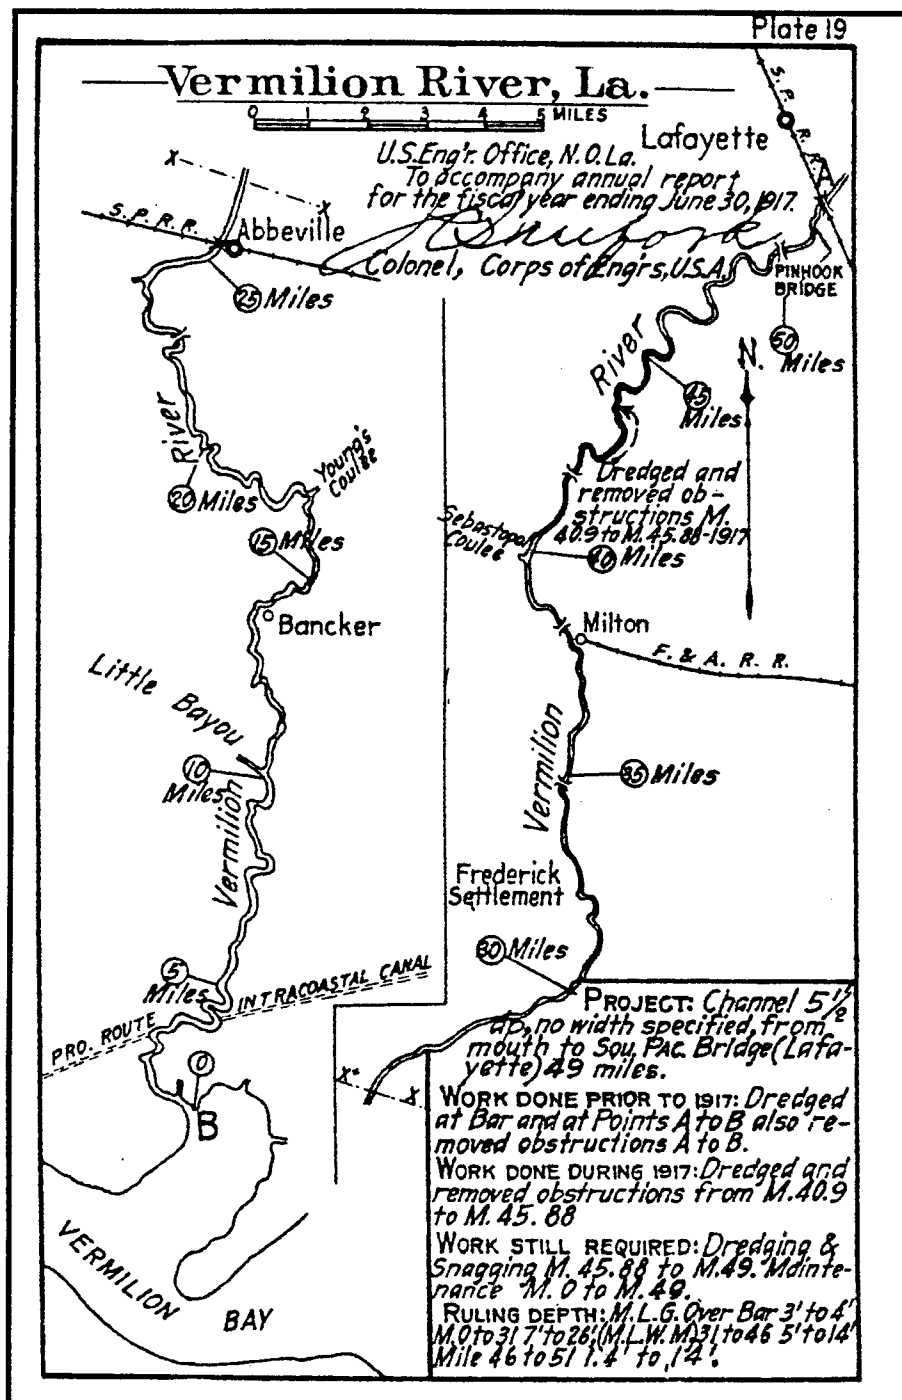 Plate 19
Vermilion River, La.
0 1 2 3 4 5 MILES
U.S. Eng'r. Office, N.O. La.
To accompany annual report
for the fiscal year ending June 30, 1917.
Colonel, Corps of Eng'rs, U.S.A.
Lafayette
S. P. R. R.
A
PINHOOK
BRIDGE
50
Miles
N.
X
X
S. P. R. R.
Abbeville
25 Miles
River
45
Miles
River
Young's
Coulee
20 Miles
Dredged and
removed ob-
structions M.
40.9 to M. 45.88-1917
Sebastopol
Coulee
40
Miles
15 Miles
Bancker
Milton
F. & A. R. R.
Little Bayou
10
Miles
Vermilion
Vermilion
35 Miles
Frederick
Settlement
30 Miles
5
Miles
PRO. ROUTE INTRACOASTAL CANAL
0
B
X
X
VERMILION
BAY
PROJECT: Channel 5 1/2
dp, no width specified, from
mouth to Sou. Pac. Bridge (Lafa-
yette) 49 miles.
WORK DONE PRIOR TO 1917: Dredged
at Bar and at Points A to B also re-
moved obstructions A to B.
WORK DONE DURING 1917: Dredged and
removed obstructions from M. 40.9
to M. 45.88
WORK STILL REQUIRED: Dredging &
Snagging M. 45.88 to M. 49. Mainte-
nance M. 0 to M. 49.
RULING DEPTH: M.L.G. Over Bar 3' to 4'
M. 0 to 31 7' to 26'; (M.L.W.M.) 31 to 46 5' to 14'
Mile 46 to 51 1.4' to 14'.